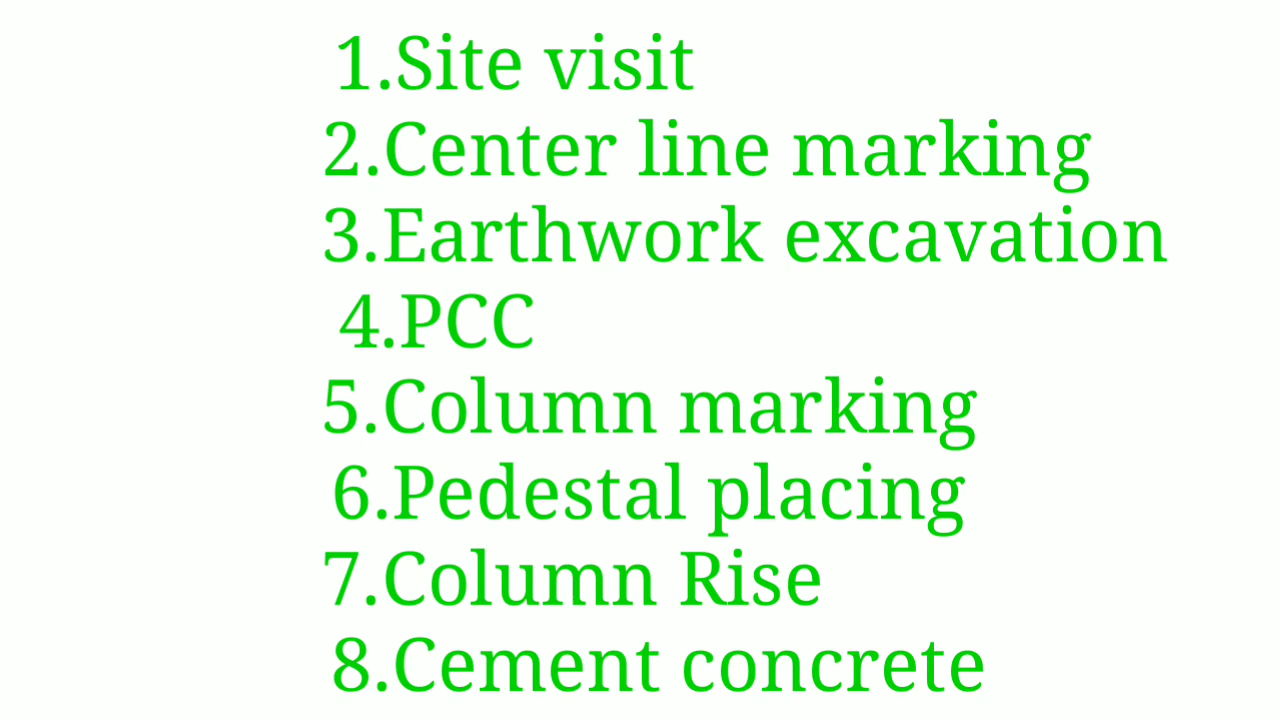 1.Site visit
2.Center line marking
3.Earthwork excavation
4.PCC
5.Column marking
6.Pedestal placing
7.Column Rise
8.Cement concrete